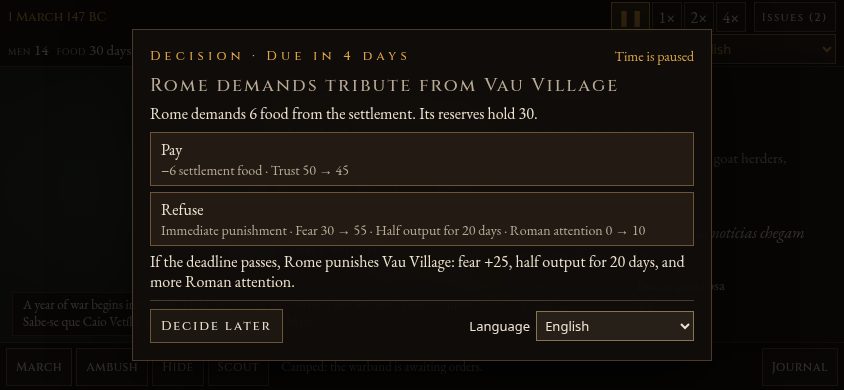 1 March 147 BC
❚❚ 1× 2× 4× Issues (2)
men 14 food 30 days
lish
Decision · Due in 4 days
Time is paused
Rome demands tribute from Vau Village
Rome demands 6 food from the settlement. Its reserves hold 30.
Pay
−6 settlement food · Trust 50 → 45
Refuse
Immediate punishment · Fear 30 → 55 · Half output for 20 days · Roman attention 0 → 10
If the deadline passes, Rome punishes Vau Village: fear +25, half output for 20 days, and
more Roman attention.
Decide later
Language English
goat herders,
noticias chegam
osa
A year of war begins in
Sabe-se que Caio Vetíl
March Ambush Hide Scout Camped: the warband is awaiting orders. Journal